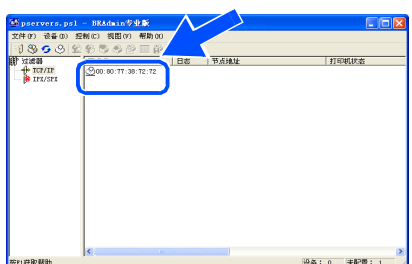 pservers.ps1 - BRAdmin专业版
文件(F) 设备(D) 控制(C) 视图(V) 帮助(H)
过滤器 日志 节点地址 打印机状态
TCP/IP 00:80:77:38:72:72
IPX/SPX
按F1获取帮助 设备: 0 未配置: 1